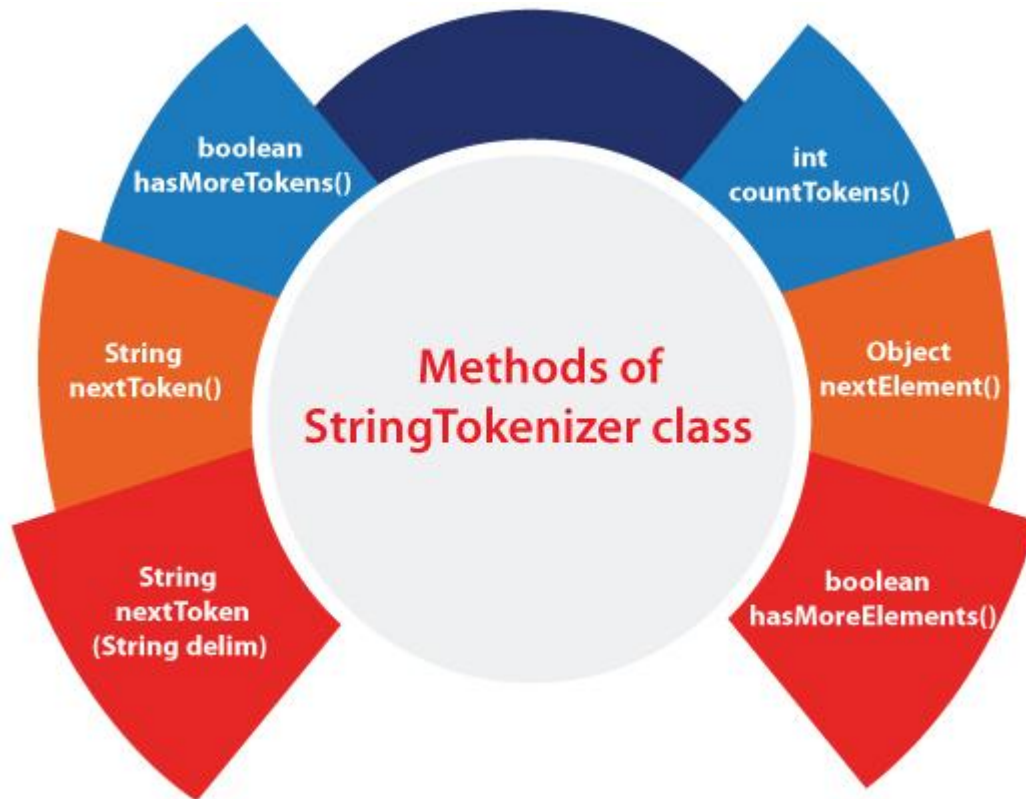 boolean
hasMoreTokens()
int
countTokens()
String
nextToken()
Object
nextElement()
Methods of
StringTokenizer class
String
nextToken
(String delim)
boolean
hasMoreElements()